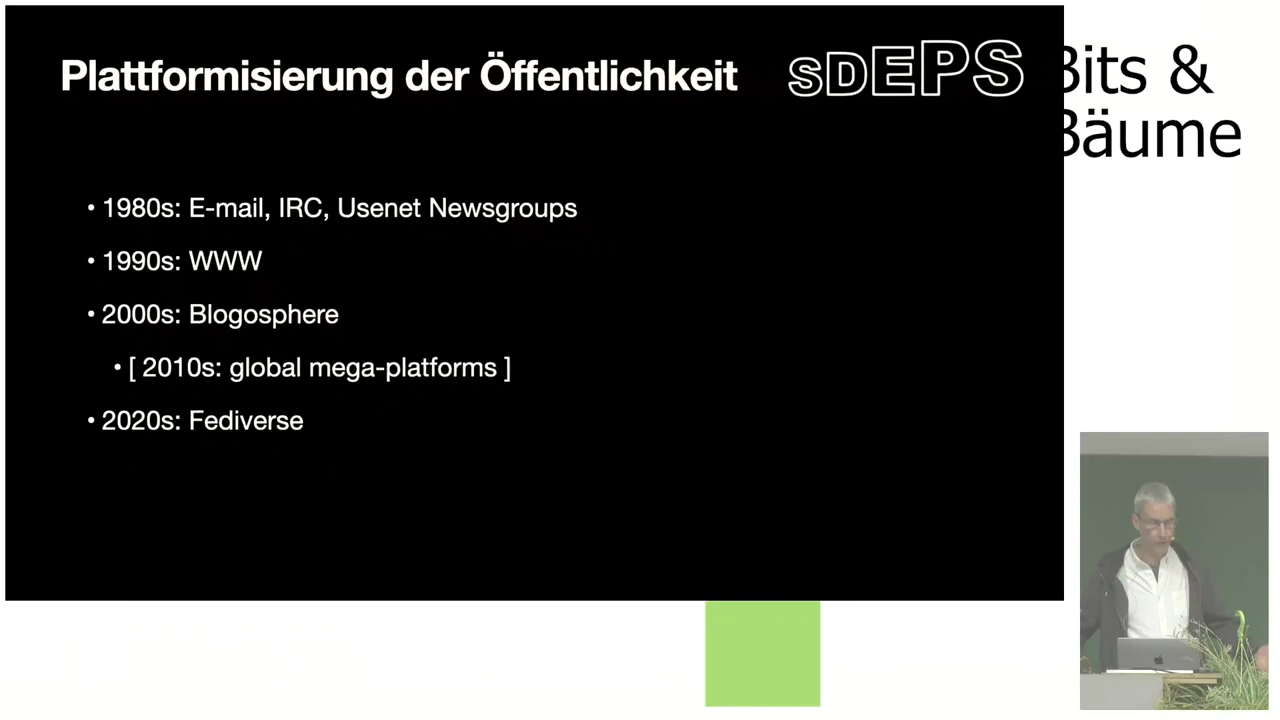 Plattformisierung der Öffentlichkeit
SDEPS
Bits &
Bäume
• 1980s: E-mail, IRC, Usenet Newsgroups
• 1990s: WWW
• 2000s: Blogosphere
• [ 2010s: global mega-platforms ]
• 2020s: Fediverse